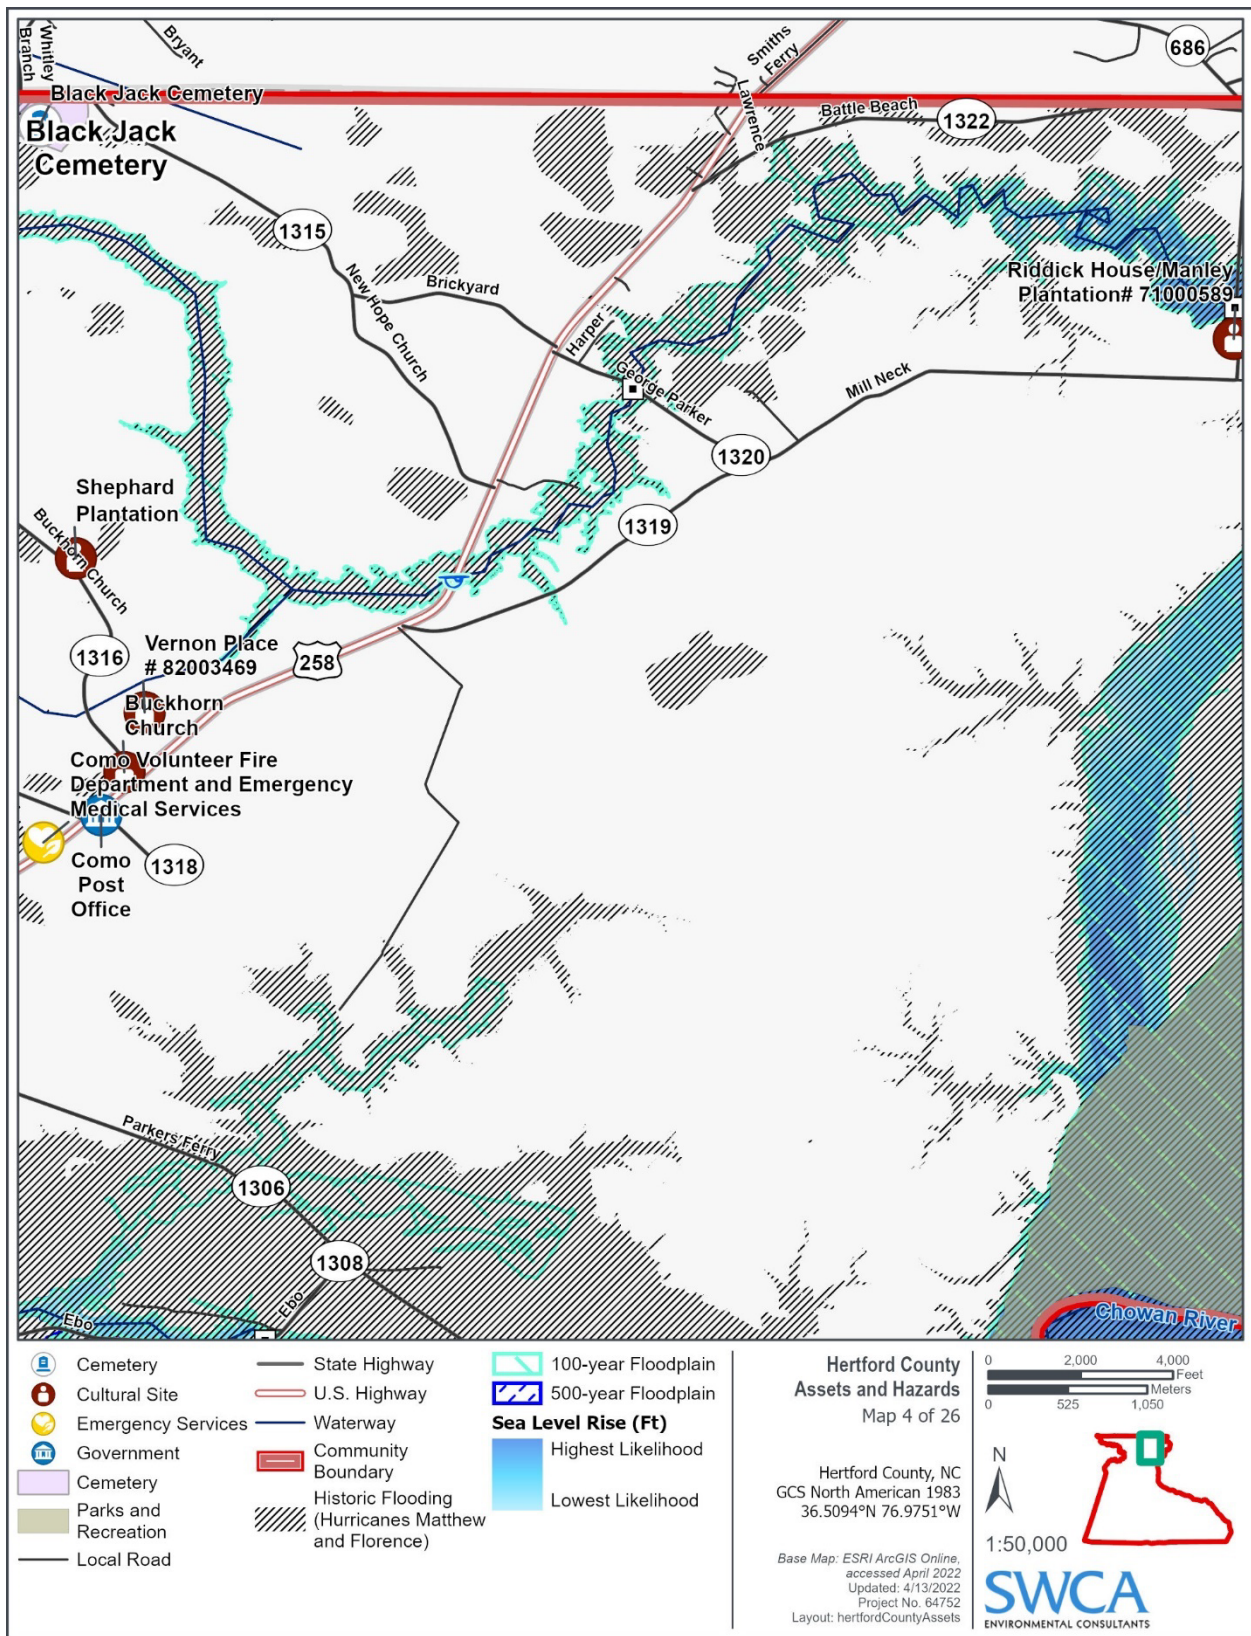 Whitley
Branch
Bryant
Smiths
Ferry
686
Black Jack Cemetery
Black Jack
Cemetery
Lawrence
Battle Beach
1322
1315
New Hope Church
Brickyard
Harper
George Parker
Riddick House/Manley
Plantation# 71000589
Mill Neck
1320
1319
Shephard
Plantation
Buckhorn Church
1316
Vernon Place
# 82003469
258
Buckhorn
Church
Como Volunteer Fire
Department and Emergency
Medical Services
Como
Post
Office
1318
Parkers Ferry
1306
1308
Ebo
Ebo
Chowan River
Cemetery
Cultural Site
Emergency Services
Government
Cemetery
Parks and
Recreation
Local Road
State Highway
U.S. Highway
Waterway
Community
Boundary
Historic Flooding
(Hurricanes Matthew
and Florence)
100-year Floodplain
500-year Floodplain
Sea Level Rise (Ft)
Highest Likelihood
Lowest Likelihood
Hertford County
Assets and Hazards
Map 4 of 26
Hertford County, NC
GCS North American 1983
36.5094°N 76.9751°W
Base Map: ESRI ArcGIS Online,
accessed April 2022
Updated: 4/13/2022
Project No. 64752
Layout: hertfordCountyAssets
0 2,000 4,000
Feet
Meters
0 525 1,050
N
1:50,000
SWCA
ENVIRONMENTAL CONSULTANTS